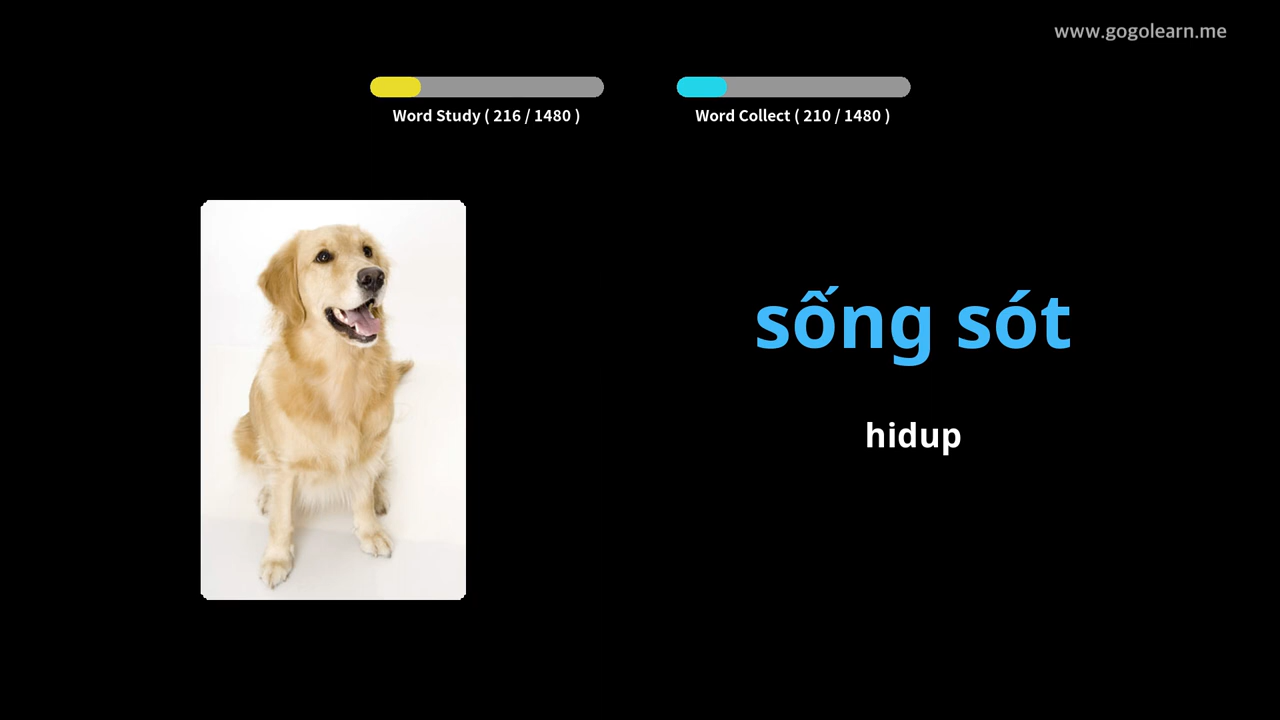 www.gogolearn.me
Word Study ( 216 / 1480 )
Word Collect ( 210 / 1480 )
sống sót
hidup